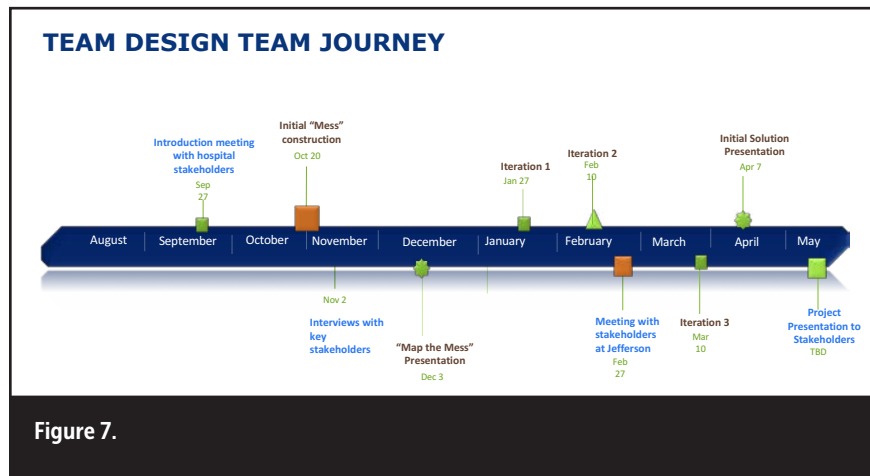 TEAM DESIGN TEAM JOURNEY
Introduction meeting
with hospital
stakeholders
Sep
27
Initial “Mess”
construction
Oct 20
Iteration 1
Jan 27
Iteration 2
Feb
10
Initial Solution
Presentation
Apr 7
August
September
October
November
December
January
February
March
April
May
Nov 2
Interviews with
key
stakeholders
“Map the Mess”
Presentation
Dec 3
Meeting with
stakeholders
at Jefferson
Feb
27
Iteration 3
Mar
10
Project
Presentation to
Stakeholders
TBD
Figure 7.